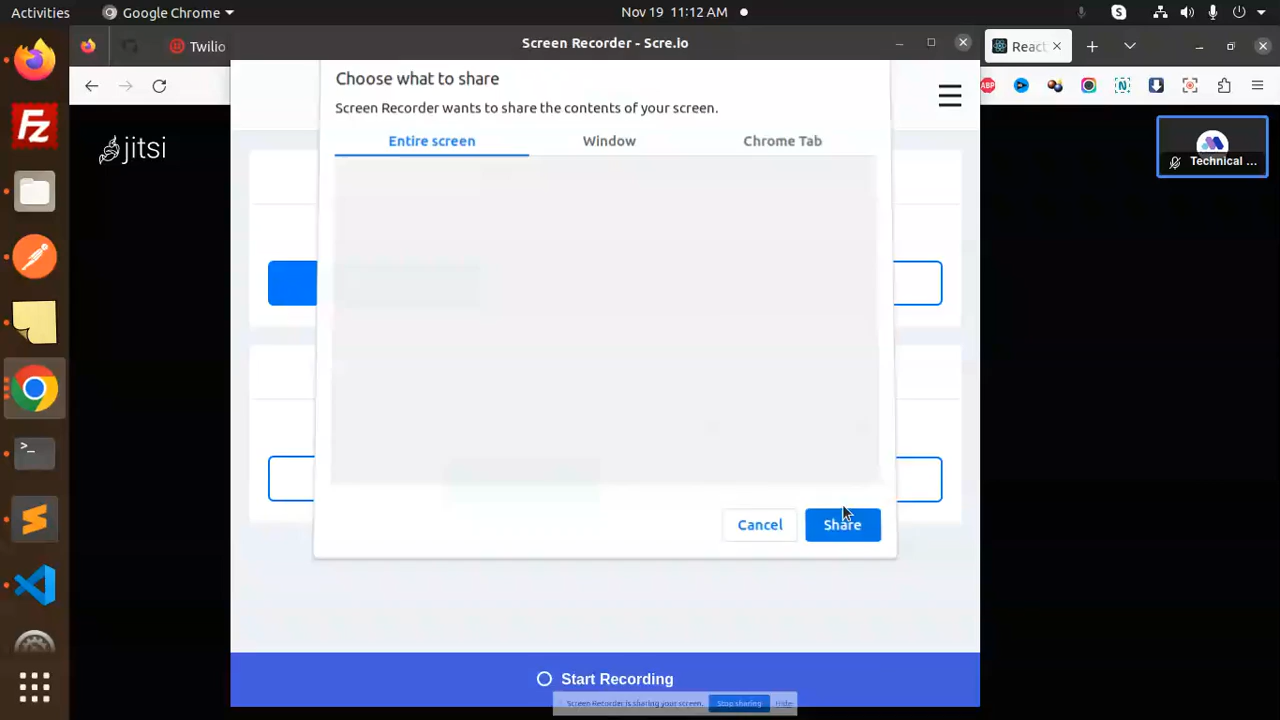 Activities
Google Chrome
Nov 19 11:12 AM
Twilio
Screen Recorder - Scre.io
React
jitsi
Technical ...
Choose what to share
Screen Recorder wants to share the contents of your screen.
Entire screen
Window
Chrome Tab
Cancel
Share
Start Recording
Screen Recorder is sharing your screen.
Stop sharing
Hide
Fz
ABP
N
>_